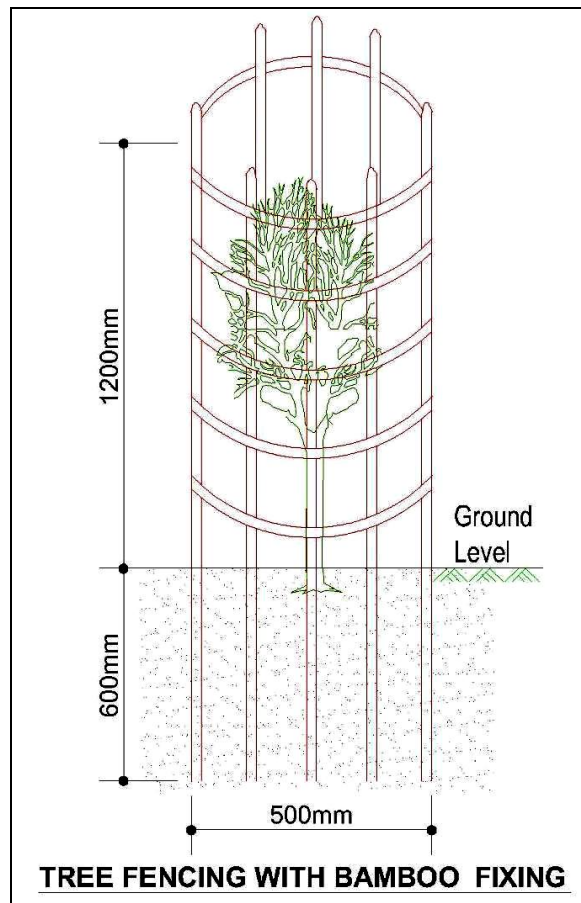 1200mm
Ground
Level
600mm
500mm
TREE FENCING WITH BAMBOO FIXING